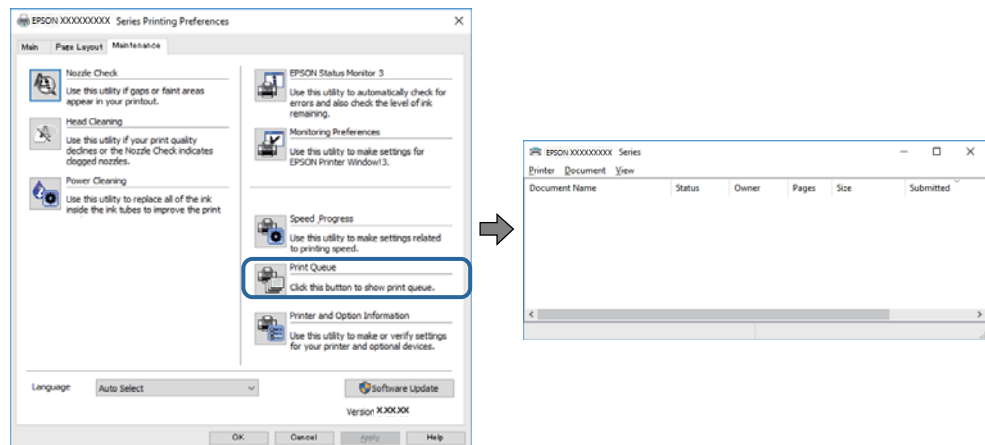 EPSON XXXXXXXXX Series Printing Preferences
Main Page Layout Maintenance
Nozzle Check
Use this utility if gaps or faint areas
appear in your printout.
Head Cleaning
Use this utility if your print quality
declines or the Nozzle Check indicates
clogged nozzles.
Power Cleaning
Use this utility to replace all of the ink
inside the ink tubes to improve the print
EPSON Status Monitor 3
Use this utility to automatically check for
errors and also check the level of ink
remaining.
Monitoring Preferences
Use this utility to make settings for
EPSON Printer Window!3.
Speed Progress
Use this utility to make settings related
to printing speed.
Print Queue
Click this button to show print queue.
Printer and Option Information
Use this utility to make or verify settings
for your printer and optional devices.
Language Auto Select
Software Update
Version X.XX.XX
OK Cancel Apply Help
EPSON XXXXXXXXX Series
Printer Document View
Document Name Status Owner Pages Size Submitted